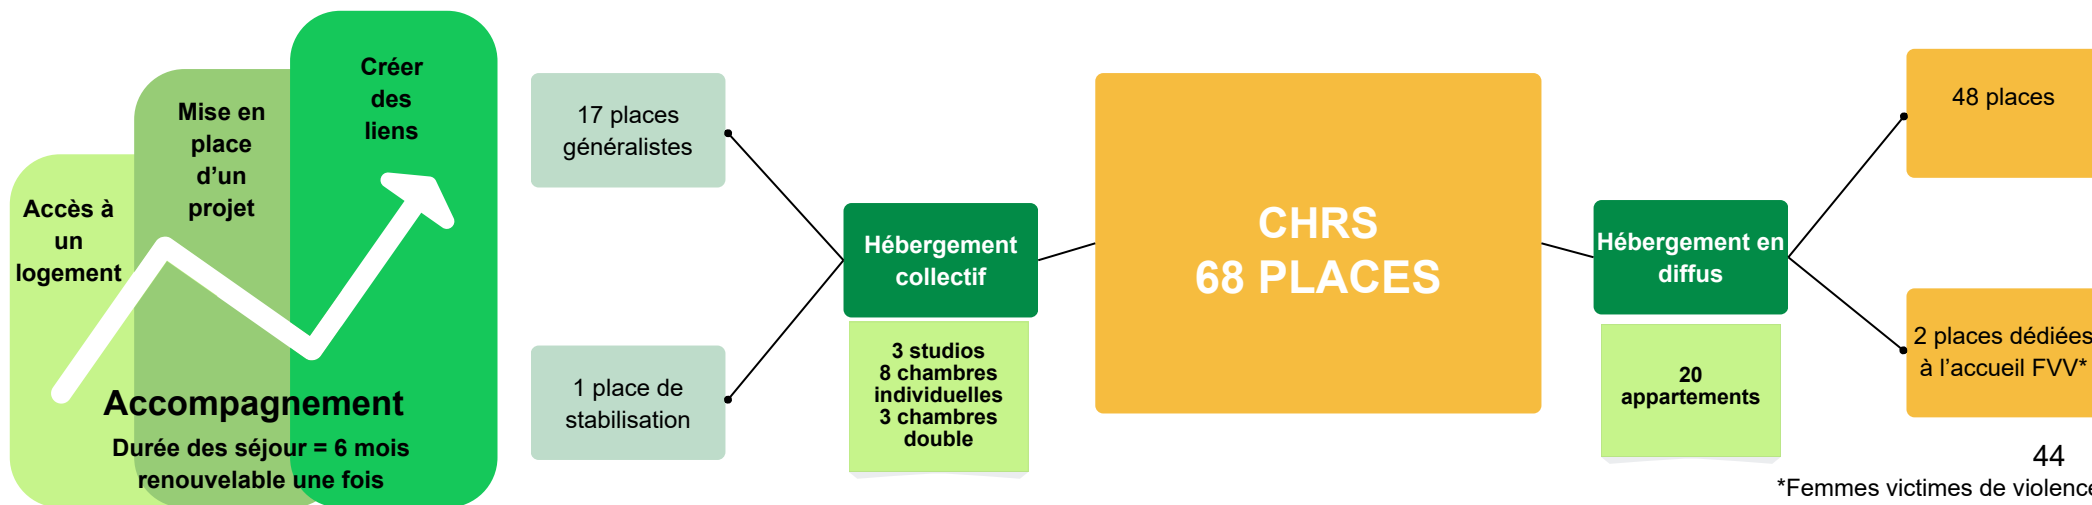 Accès à
un
logement
Mise en
place
d’un
projet
Créer
des
liens
Accompagnement
Durée des séjour = 6 mois
renouvelable une fois
17 places
généralistes
1 place de
stabilisation
Hébergement
collectif
3 studios
8 chambres
individuelles
3 chambres
double
CHRS
68 PLACES
Hébergement en
diffus
20
appartements
48 places
2 places dédiées
à l’accueil FVV*
44
*Femmes victimes de violence